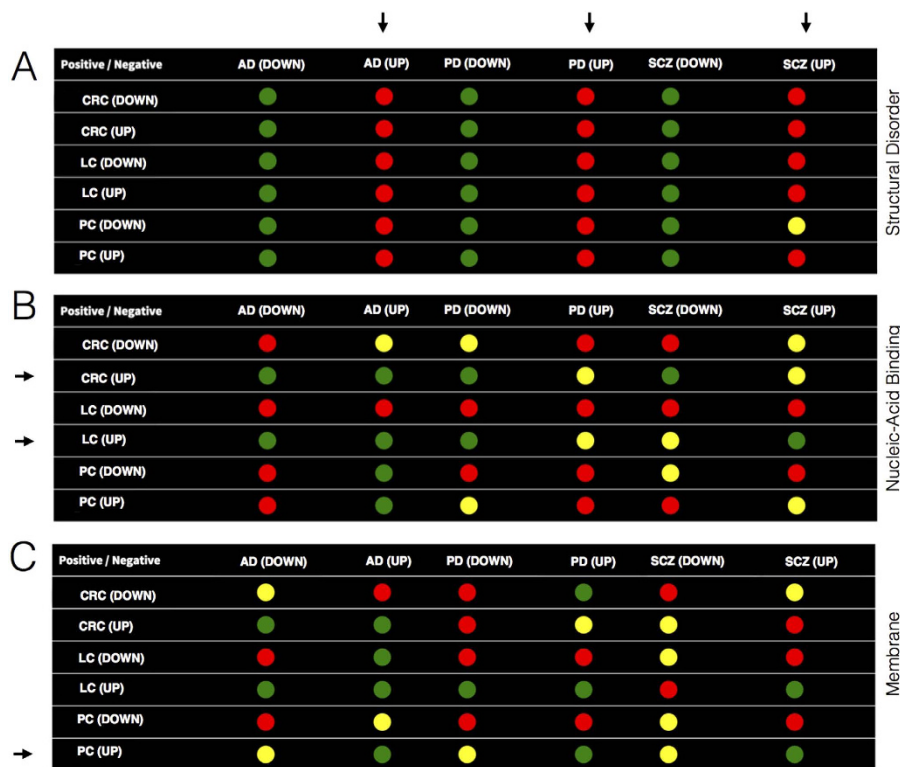 A
Positive / Negative AD (DOWN) AD (UP) PD (DOWN) PD (UP) SCZ (DOWN) SCZ (UP)
CRC (DOWN)
CRC (UP)
LC (DOWN)
LC (UP)
PC (DOWN)
PC (UP)
Structural Disorder
B
Positive / Negative AD (DOWN) AD (UP) PD (DOWN) PD (UP) SCZ (DOWN) SCZ (UP)
CRC (DOWN)
CRC (UP)
LC (DOWN)
LC (UP)
PC (DOWN)
PC (UP)
Nucleic-Acid Binding
C
Positive / Negative AD (DOWN) AD (UP) PD (DOWN) PD (UP) SCZ (DOWN) SCZ (UP)
CRC (DOWN)
CRC (UP)
LC (DOWN)
LC (UP)
PC (DOWN)
PC (UP)
Membrane